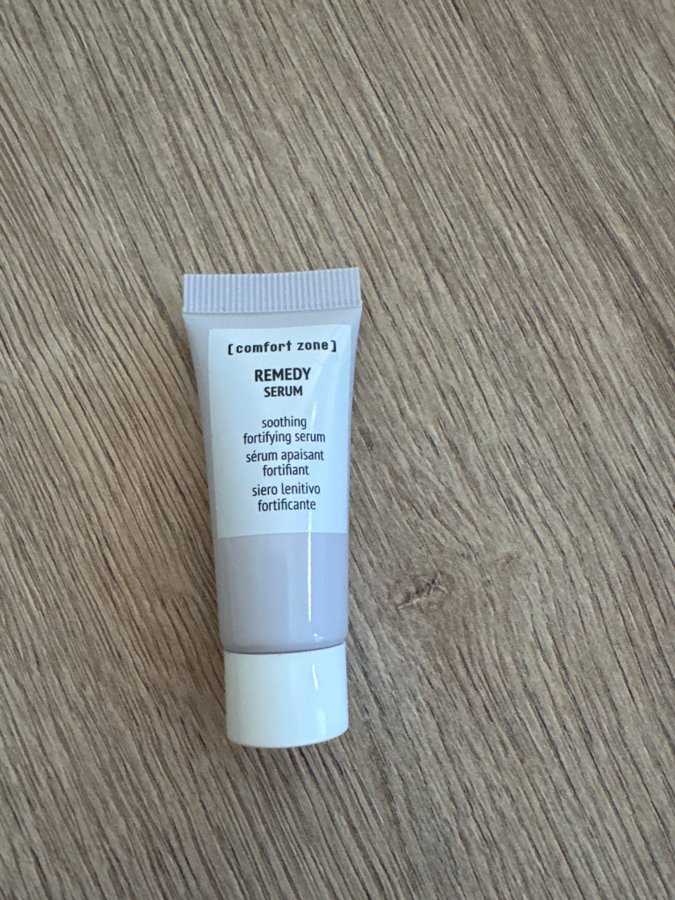 [comfort zone]
REMEDY
SERUM
soothing
fortifying serum
sérum apaisant
fortifiant
siero lenitivo
fortificante